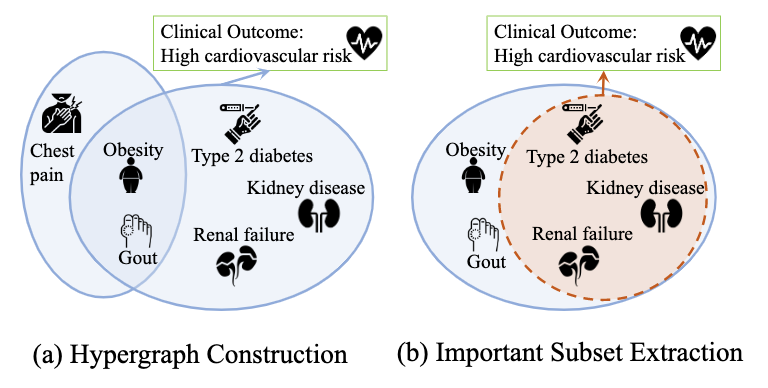 Clinical Outcome:
High cardiovascular risk
Chest
pain
Obesity
Type 2 diabetes
Kidney disease
Renal failure
Gout
(a) Hypergraph Construction
Clinical Outcome:
High cardiovascular risk
Obesity
Type 2 diabetes
Kidney disease
Renal failure
Gout
(b) Important Subset Extraction